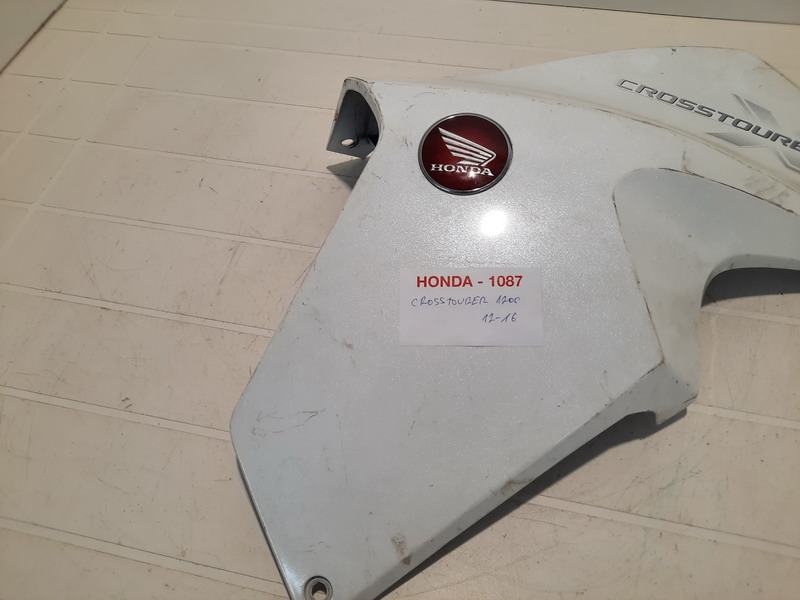 CROSSTOURER
HONDA
HONDA - 1087
CROSSTOURER 1200
12-16